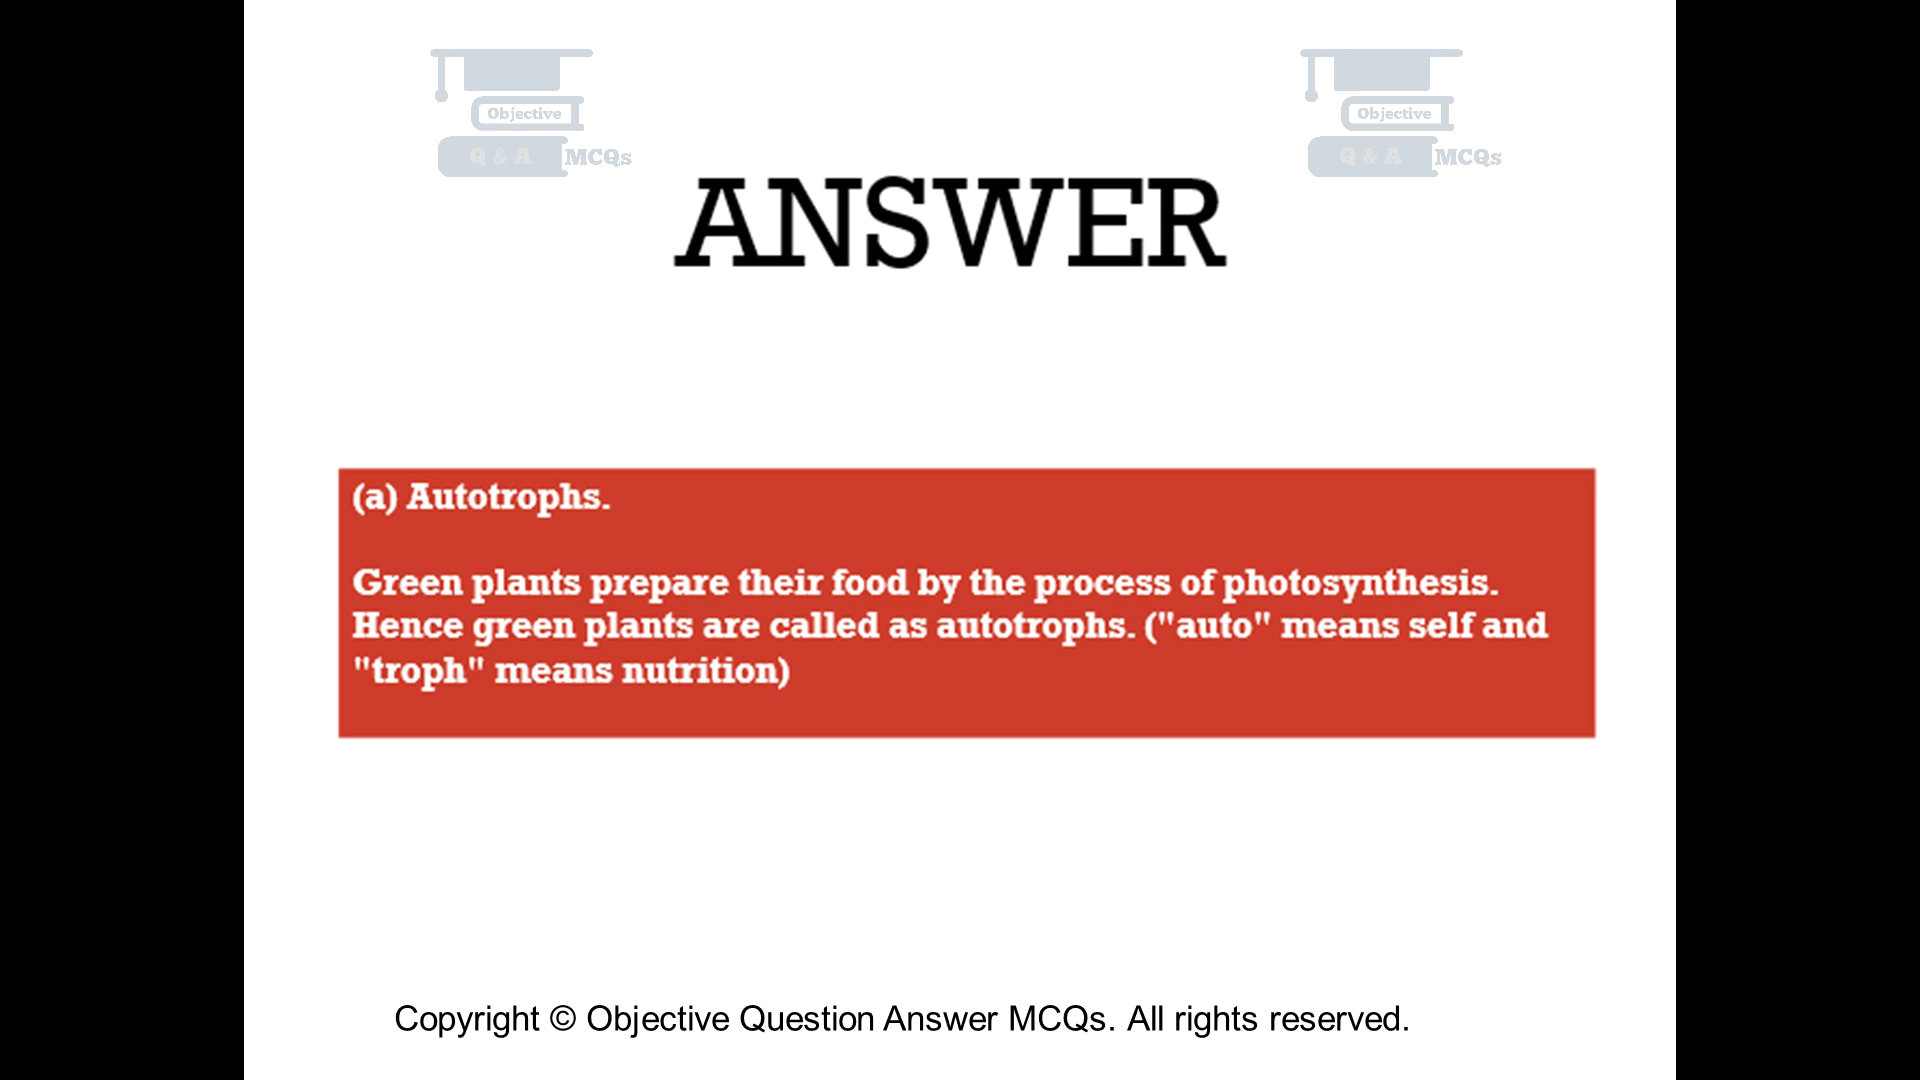 Objective
Q & A MCQs
Objective
Q & A MCQs
ANSWER
(a) Autotrophs.
Green plants prepare their food by the process of photosynthesis.
Hence green plants are called as autotrophs. ("auto" means self and
"troph" means nutrition)
Copyright © Objective Question Answer MCQs. All rights reserved.